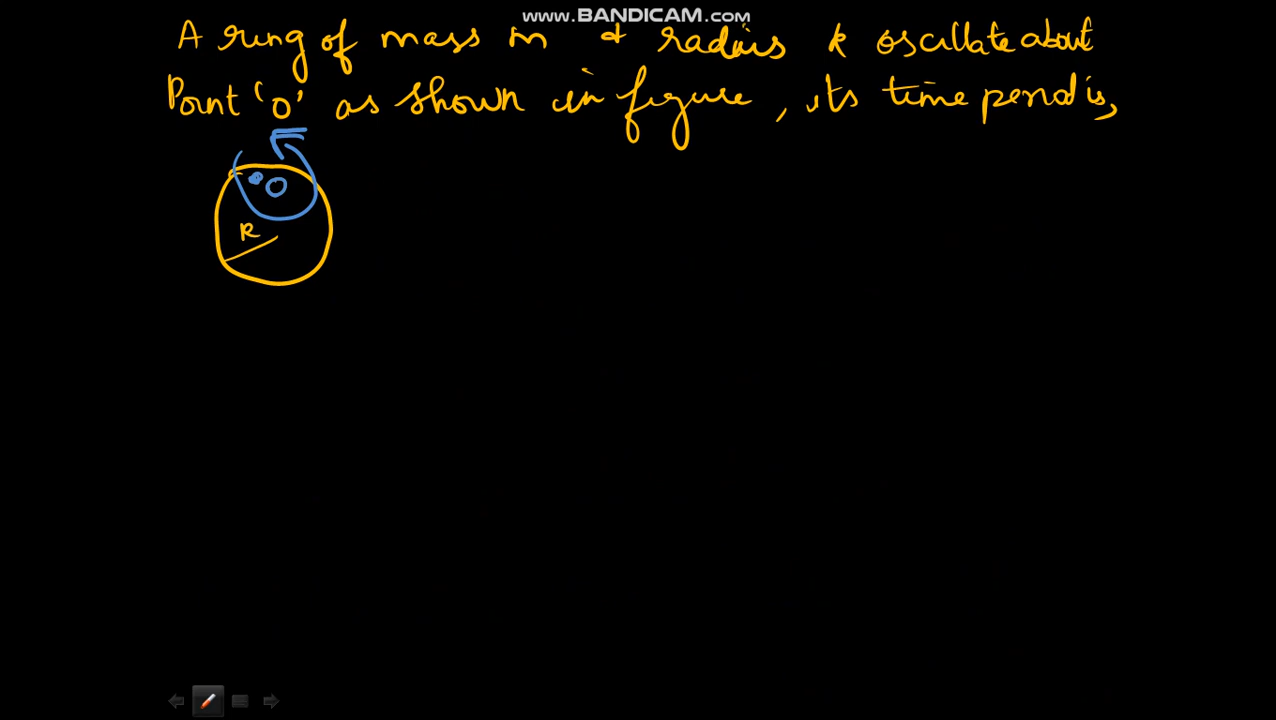 www.BANDICAM.com
A ring of mass m & radius R oscillate about
Point 'O' as shown in figure, its time period is,
O
R